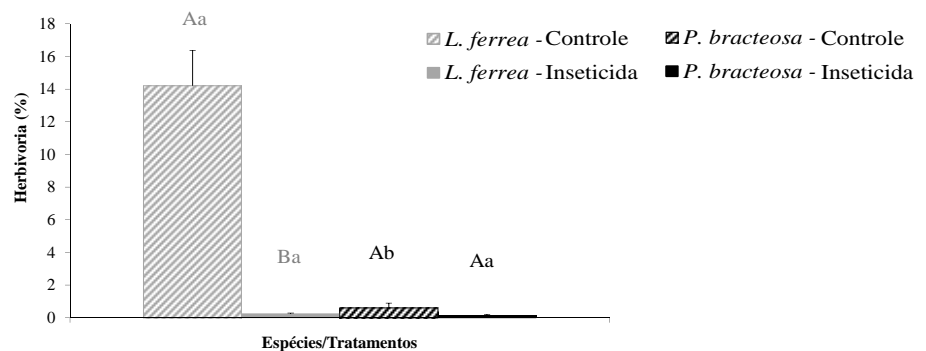 18
16
14
12
10
8
6
4
2
0
Herbivoria (%)
Aa
Ba
Ab
Aa
L. ferrea - Controle
P. bracteosa - Controle
L. ferrea - Inseticida
P. bracteosa - Inseticida
Espécies/Tratamentos